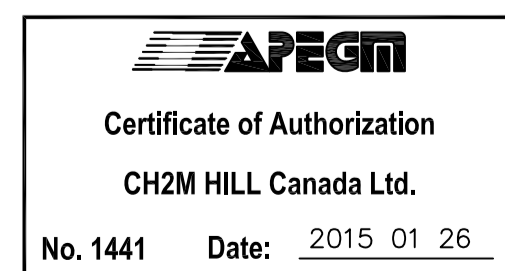 APEGM
Certificate of Authorization
CH2M HILL Canada Ltd.
No. 1441 Date: 2015 01 26